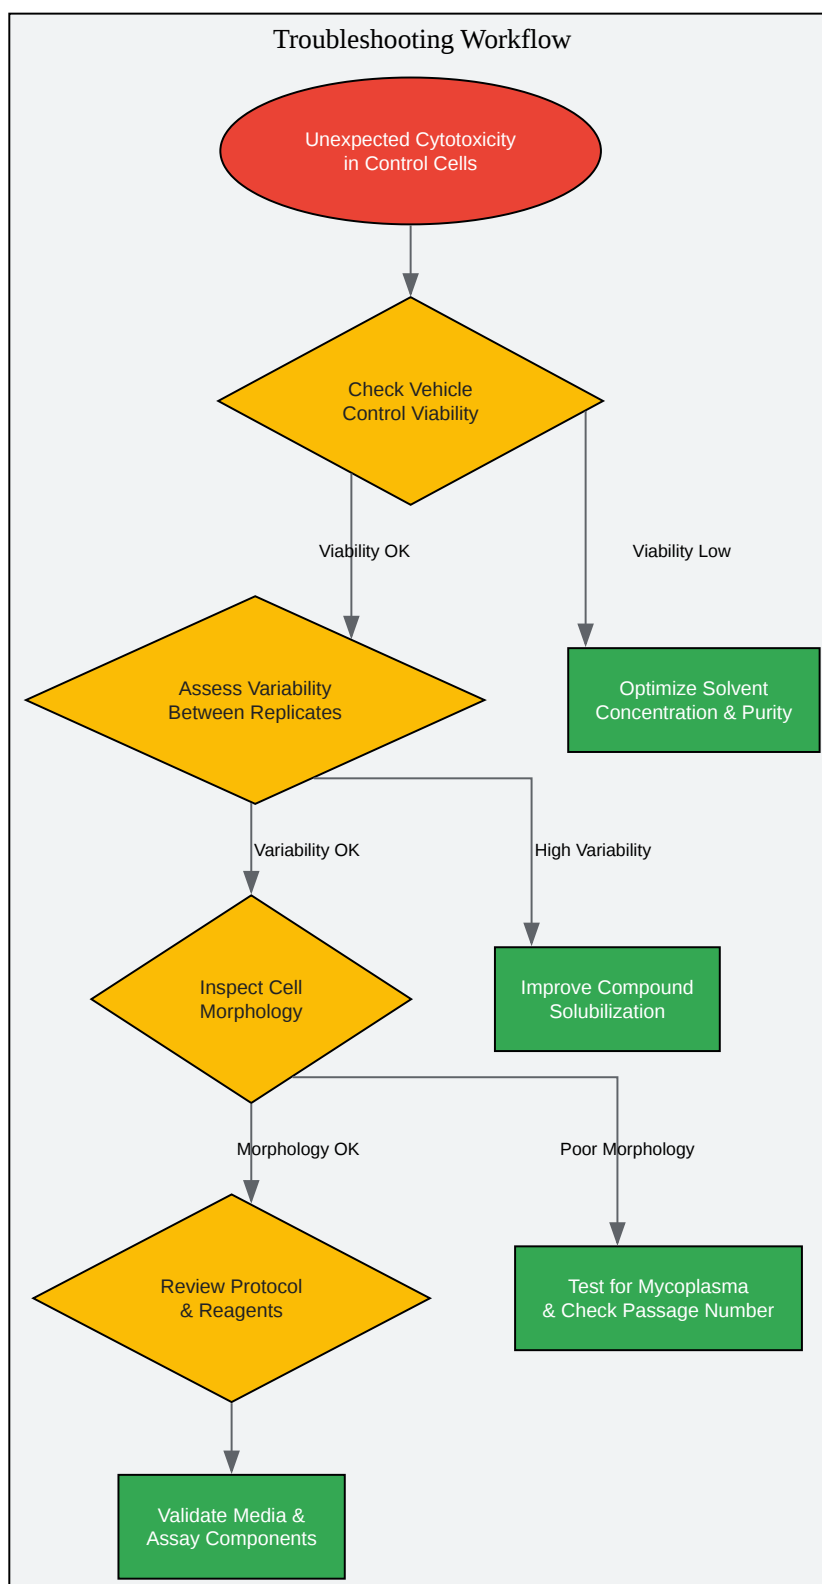 Troubleshooting Workflow
Unexpected Cytotoxicity
in Control Cells
Check Vehicle
Control Viability
Viability OK
Viability Low
Assess Variability
Between Replicates
Optimize Solvent
Concentration & Purity
Variability OK
High Variability
Inspect Cell
Morphology
Improve Compound
Solubilization
Morphology OK
Poor Morphology
Review Protocol
& Reagents
Test for Mycoplasma
& Check Passage Number
Validate Media &
Assay Components